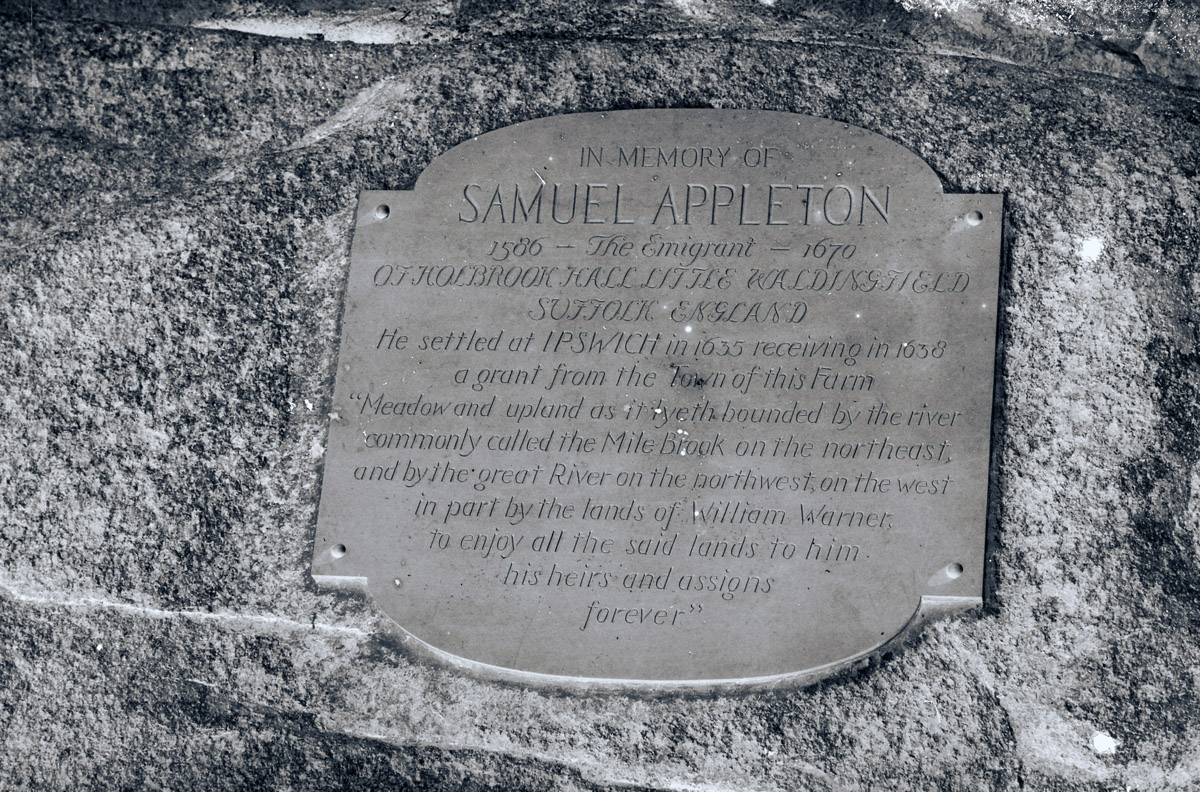 IN MEMORY OF
SAMUEL APPLETON
1586 — The Emigrant — 1670
OF HOLBROOK HALL LITTLE WALDINGFIELD
SUFFOLK ENGLAND
He settled at IPSWICH in 1635 receiving in 1638
a grant from the Town of this Farm
“Meadow and upland as it lyeth bounded by the river
commonly called the Mile Brook on the northeast,
and by the great River on the northwest, on the west
in part by the lands of William Warner,
to enjoy all the said lands to him
his heirs and assigns
forever”